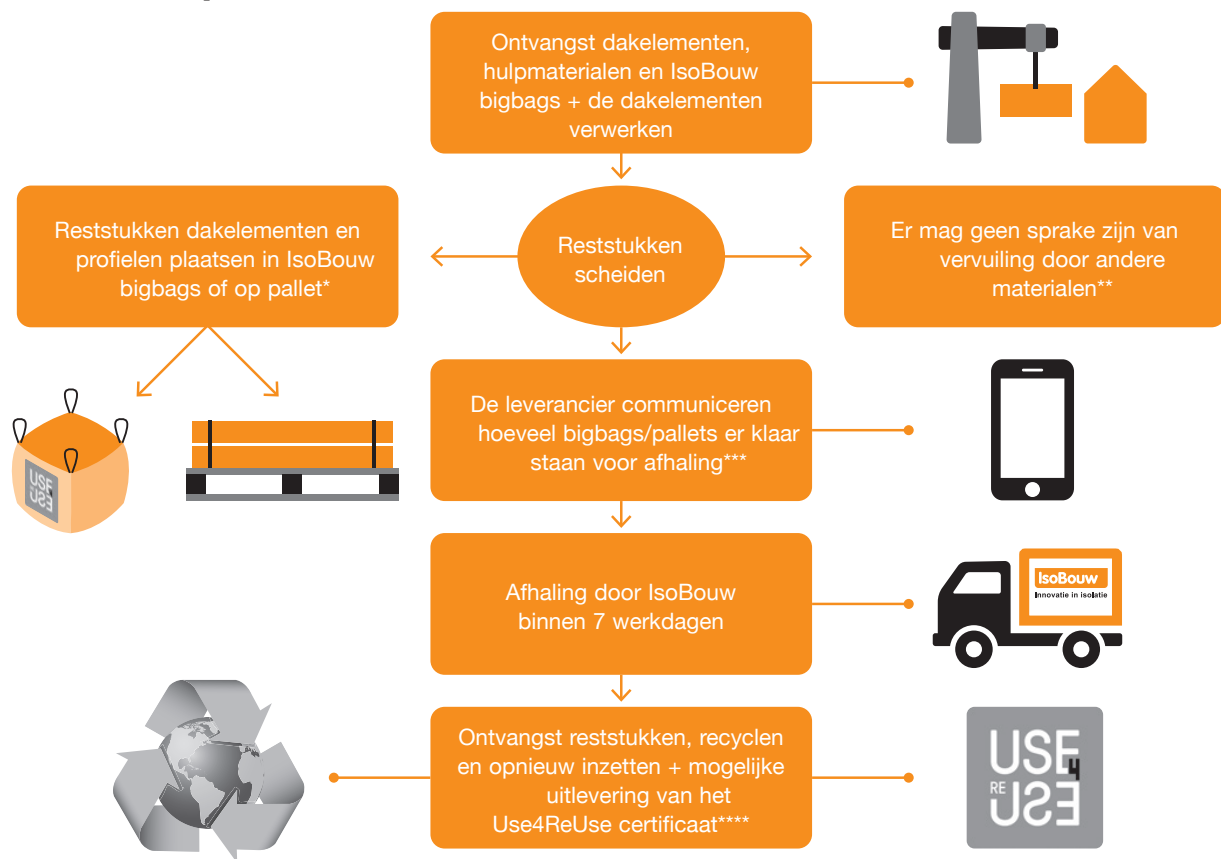 Ontvangst dakelementen,
hulpmaterialen en IsoBouw
bigbags + de dakelementen
verwerken
Reststukken dakelementen en
profielen plaatsen in IsoBouw
bigbags of op pallet*
Reststukken
scheiden
Er mag geen sprake zijn van
vervuiling door andere
materialen**
De leverancier communiceren
hoeveel bigbags/pallets er klaar
staan voor afhaling***
USE4
RE
USE
Afhaling door IsoBouw
binnen 7 werkdagen
IsoBouw
Innovatie in isolatie
Ontvangst reststukken, recyclen
en opnieuw inzetten + mogelijke
uitlevering van het
Use4ReUse certificaat****
USE4
RE
USE